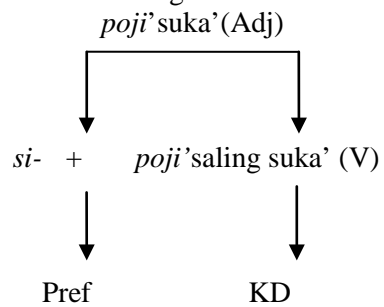 poji’suka’(Adj)
si- + poji’saling suka’ (V)
Pref KD